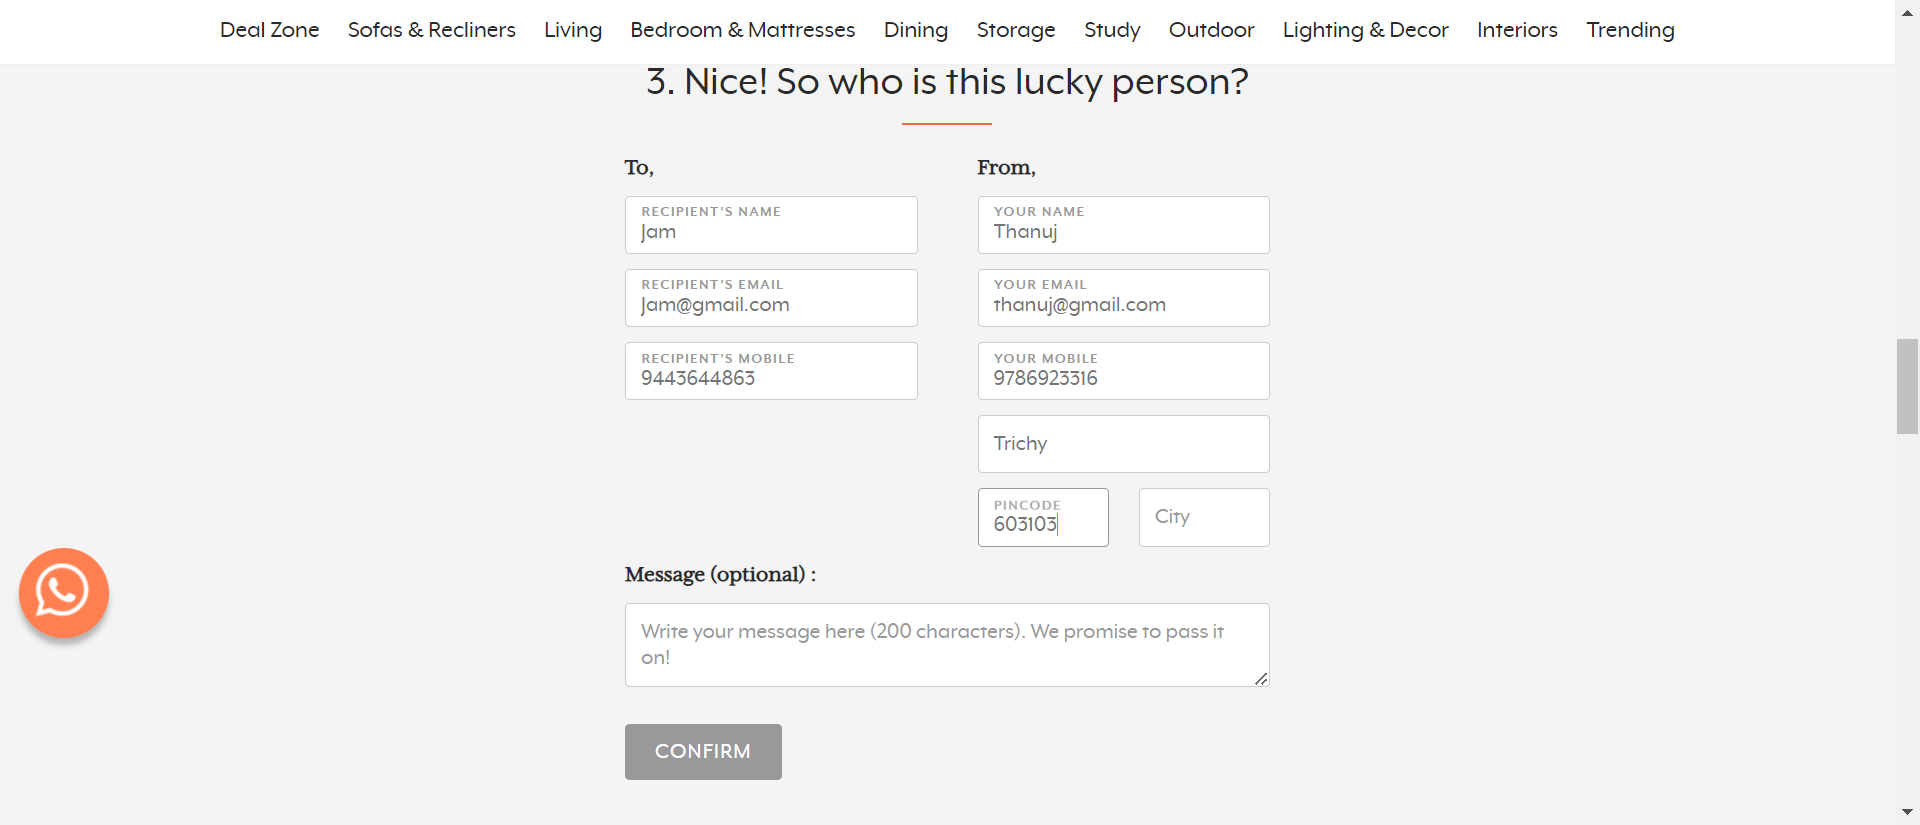 Deal Zone Sofas & Recliners Living Bedroom & Mattresses Dining Storage Study Outdoor Lighting & Decor Interiors Trending
3. Nice! So who is this lucky person?
To,
RECIPIENT'S NAME
Jam
RECIPIENT'S EMAIL
Jam@gmail.com
RECIPIENT'S MOBILE
9443644863
From,
YOUR NAME
Thanuj
YOUR EMAIL
thanuj@gmail.com
YOUR MOBILE
9786923316
Trichy
PINCODE
603103
City
Message (optional) :
Write your message here (200 characters). We promise to pass it
on!
CONFIRM